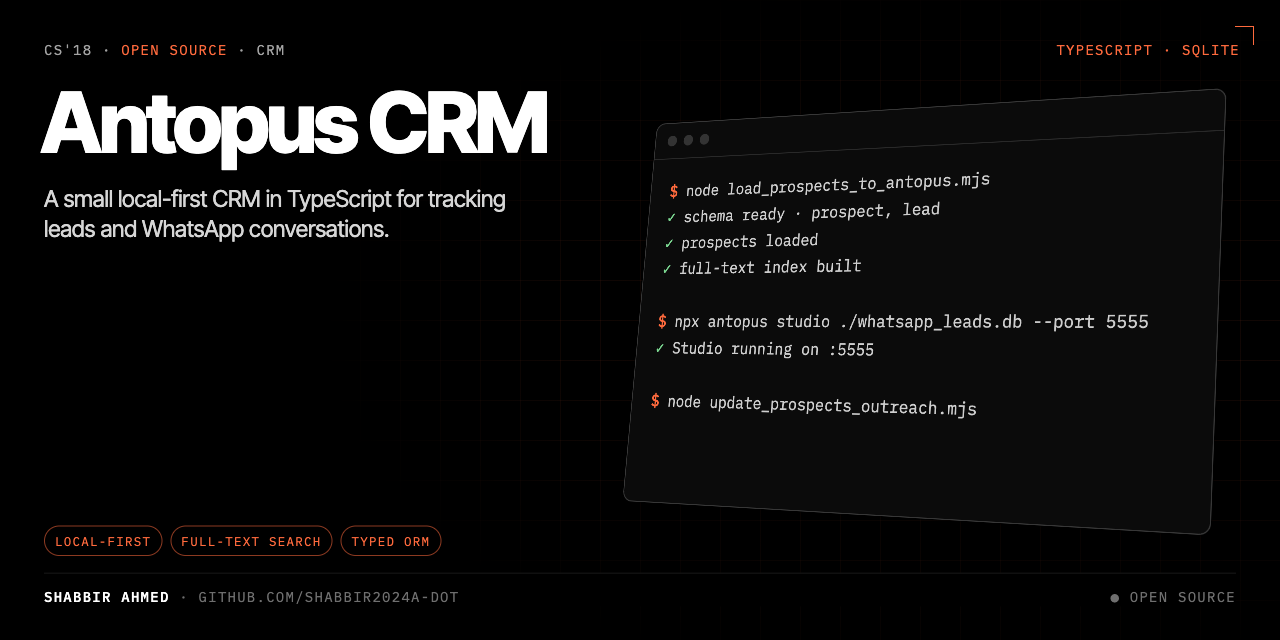 CS'18 · OPEN SOURCE · CRM
TYPESCRIPT · SQLITE
Antopus CRM
A small local-first CRM in TypeScript for tracking
leads and WhatsApp conversations.
$ node load_prospects_to_antopus.mjs
✓ schema ready · prospect, lead
✓ prospects loaded
✓ full-text index built
$ npx antopus studio ./whatsapp_leads.db --port 5555
✓ Studio running on :5555
$ node update_prospects_outreach.mjs
LOCAL-FIRST FULL-TEXT SEARCH TYPED ORM
SHABBIR AHMED · GITHUB.COM/SHABBIR2024A-DOT
● OPEN SOURCE